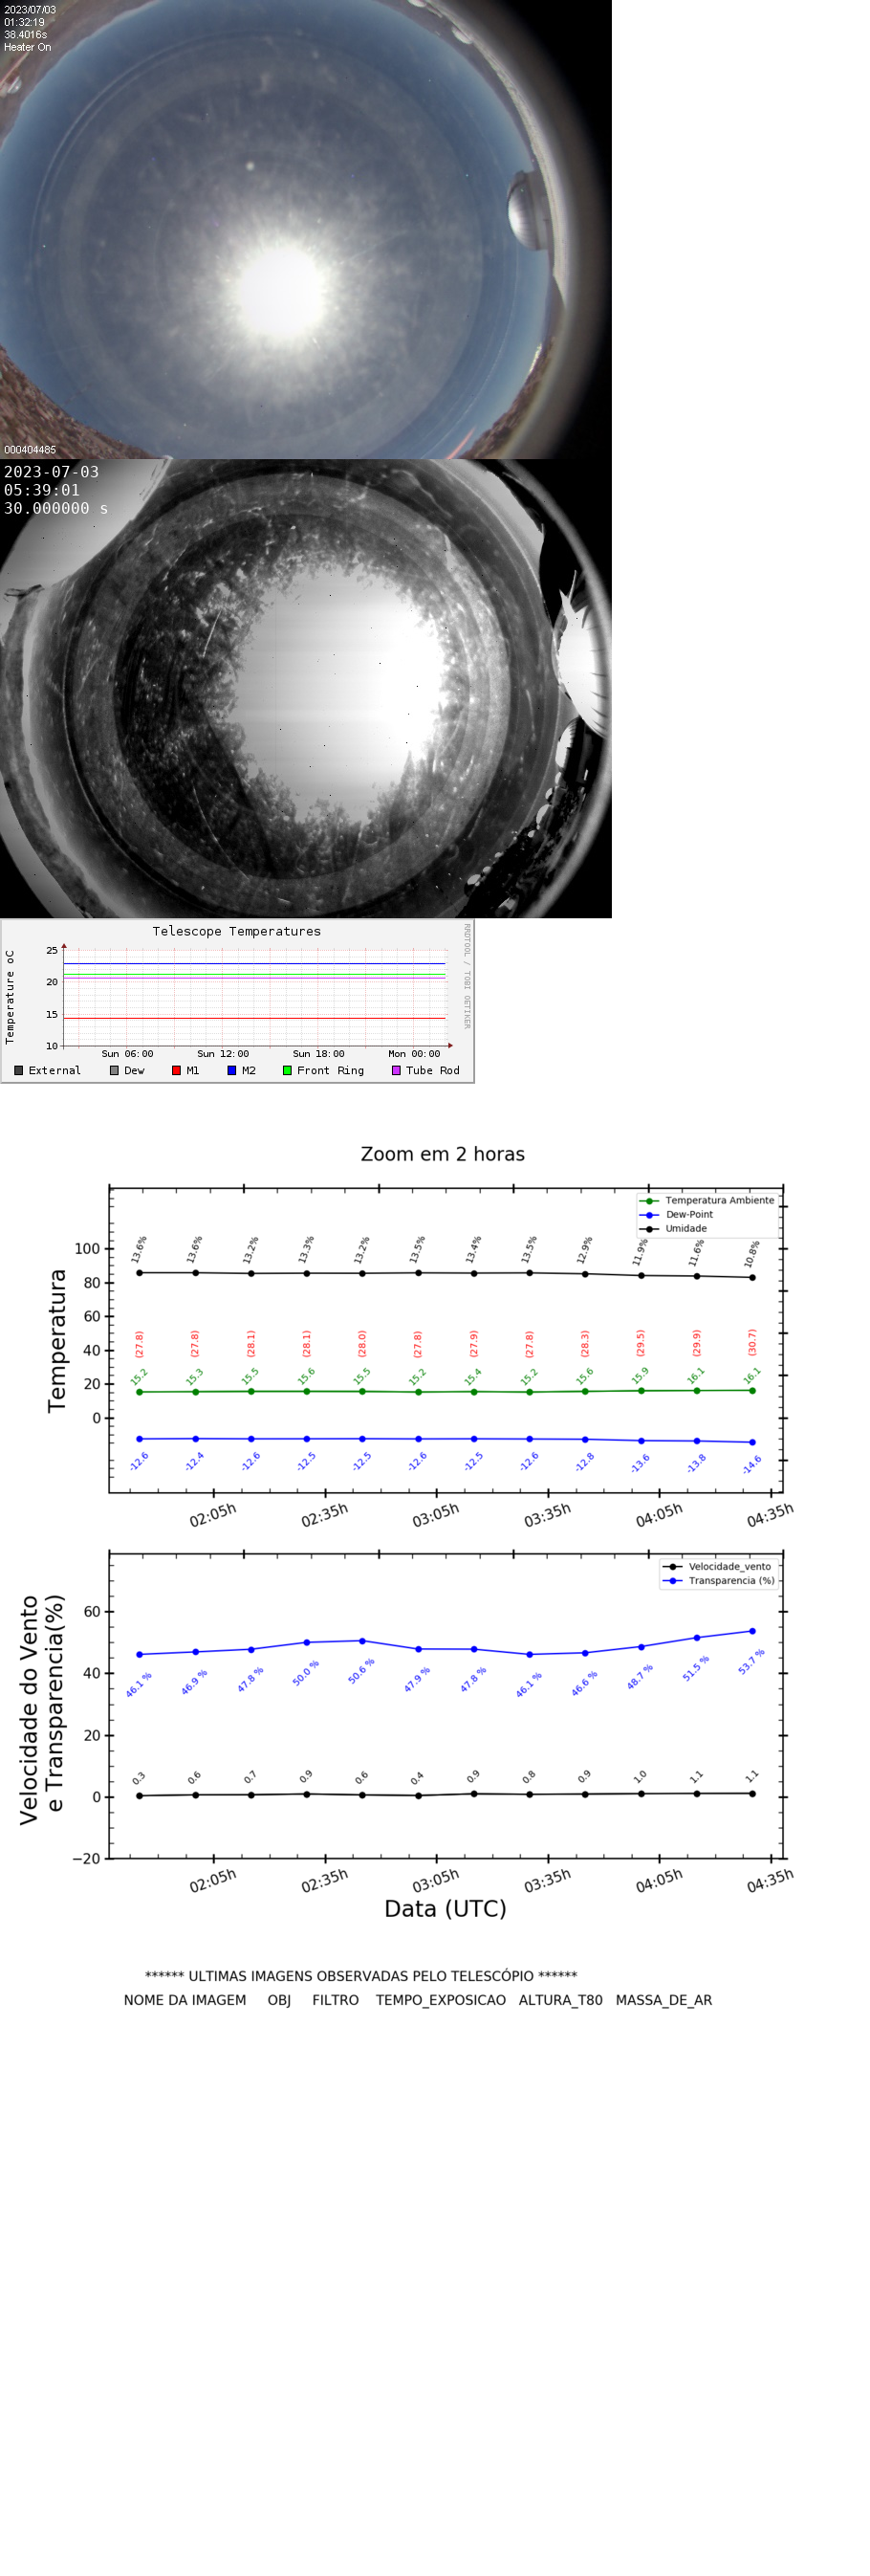 2023/07/03
01:32:19
38.4016s
Heater On
000404485
2023-07-03
05:39:01
30.000000 s
Telescope Temperatures
RRDTOOL / TOBI OETIKER
Temperature oC
25
20
15
10
Sun 06:00 Sun 12:00 Sun 18:00 Mon 00:00
External Dew M1 M2 Front Ring Tube Rod
Zoom em 2 horas
Temperatura Ambiente
Dew-Point
Umidade
Temperatura
100
80
60
40
20
0
13.6% 13.6% 13.2% 13.3% 13.2% 13.5% 13.4% 13.5% 12.9% 11.9% 11.6% 10.8%
(27.8) (27.8) (28.1) (28.1) (28.0) (27.8) (27.9) (27.8) (28.3) (29.5) (29.9) (30.7)
15.2 15.3 15.5 15.6 15.5 15.2 15.4 15.2 15.6 15.9 16.1 16.1
-12.6 -12.4 -12.6 -12.5 -12.5 -12.6 -12.5 -12.6 -12.8 -13.6 -13.8 -14.6
02:05h 02:35h 03:05h 03:35h 04:05h 04:35h
Velocidade_vento
Transparencia (%)
Velocidade do Vento
e Transparencia(%)
60
40
20
0
−20
46.1 % 46.9 % 47.8 % 50.0 % 50.6 % 47.9 % 47.8 % 46.1 % 46.6 % 48.7 % 51.5 % 53.7 %
0.3 0.6 0.7 0.9 0.6 0.4 0.9 0.8 0.9 1.0 1.1 1.1
02:05h 02:35h 03:05h 03:35h 04:05h 04:35h
Data (UTC)
****** ULTIMAS IMAGENS OBSERVADAS PELO TELESCÓPIO ******
NOME DA IMAGEM OBJ FILTRO TEMPO_EXPOSICAO ALTURA_T80 MASSA_DE_AR